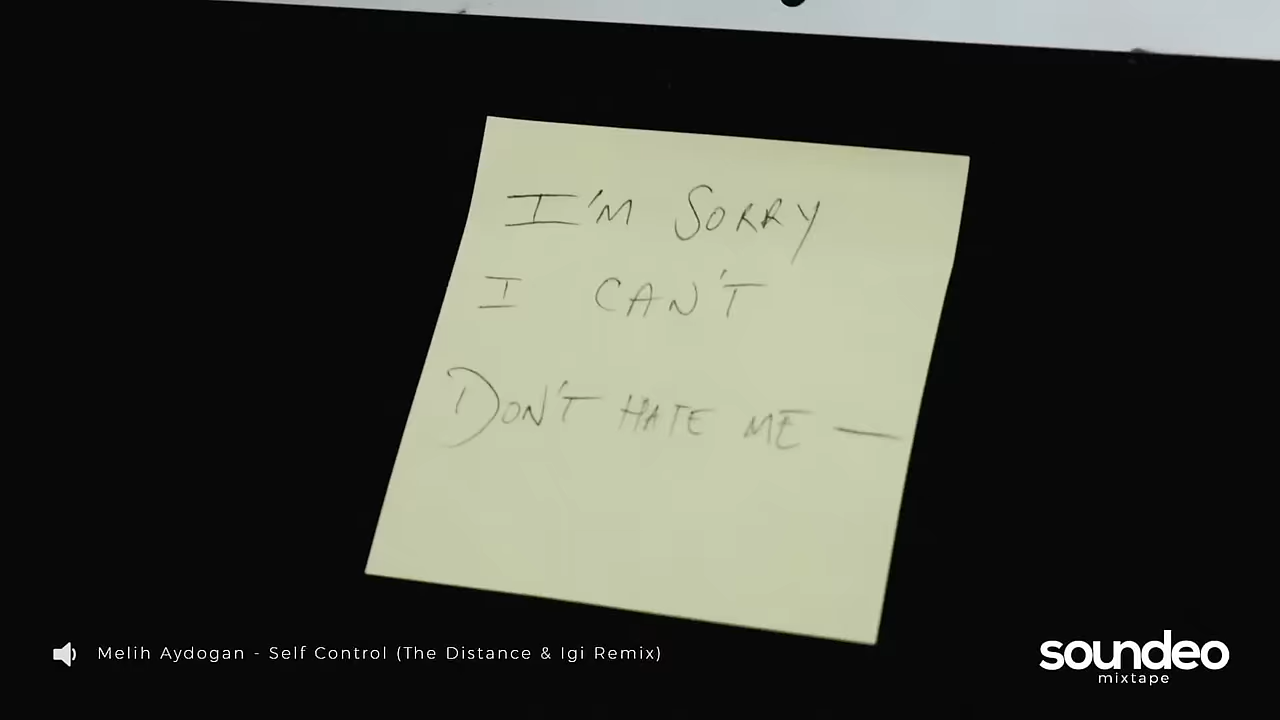 I'M SORRY
I CAN'T
DON'T HATE ME —
Melih Aydogan - Self Control (The Distance & Igi Remix)
soundeo
mixtape